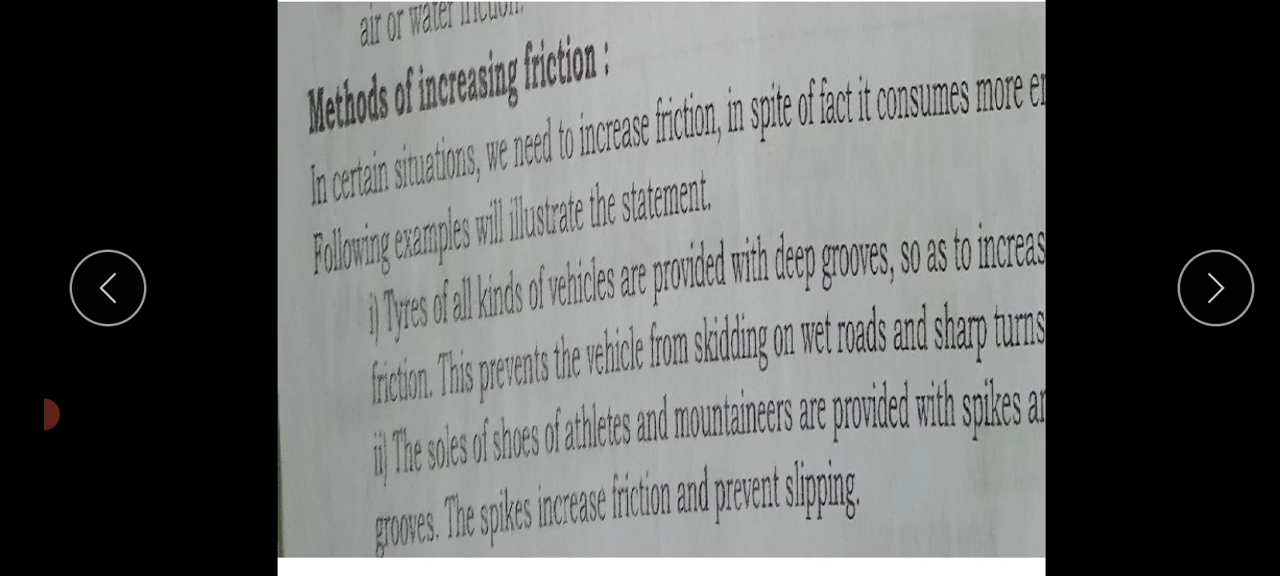 air or water friction.
Methods of increasing friction :
In certain situations, we need to increase friction, in spite of fact it consumes more
Following examples will illustrate the statement.
i) Tyres of all kinds of vehicles are provided with deep grooves, so as to increas
friction. This prevents the vehicle from skidding on wet roads and sharp turns
ii) The soles of shoes of athletes and mountaineers are provided with spikes
grooves. The spikes increase friction and prevent slipping.